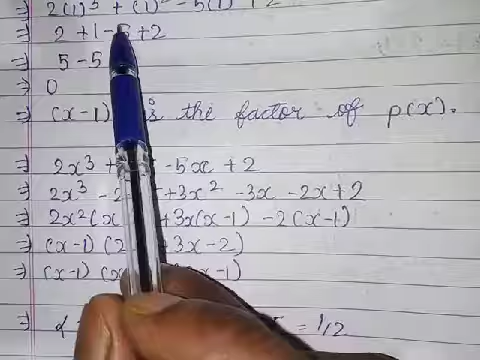 ⇒ 2(1)³ + (1)² - 5(1) + 2
⇒ 2 + 1 - 5 + 2
⇒ 5 - 5
⇒ 0
⇒ (x-1) is the factor of p(x).
⇒ 2x³ + -5x + 2
⇒ 2x³ - 2 + 3x² - 3x - 2x + 2
⇒ 2x²(x + 3x(x-1) - 2(x-1)
⇒ (x-1) (2 + 3x - 2)
⇒ (x-1) (x x-1)
⇒ = 1/2